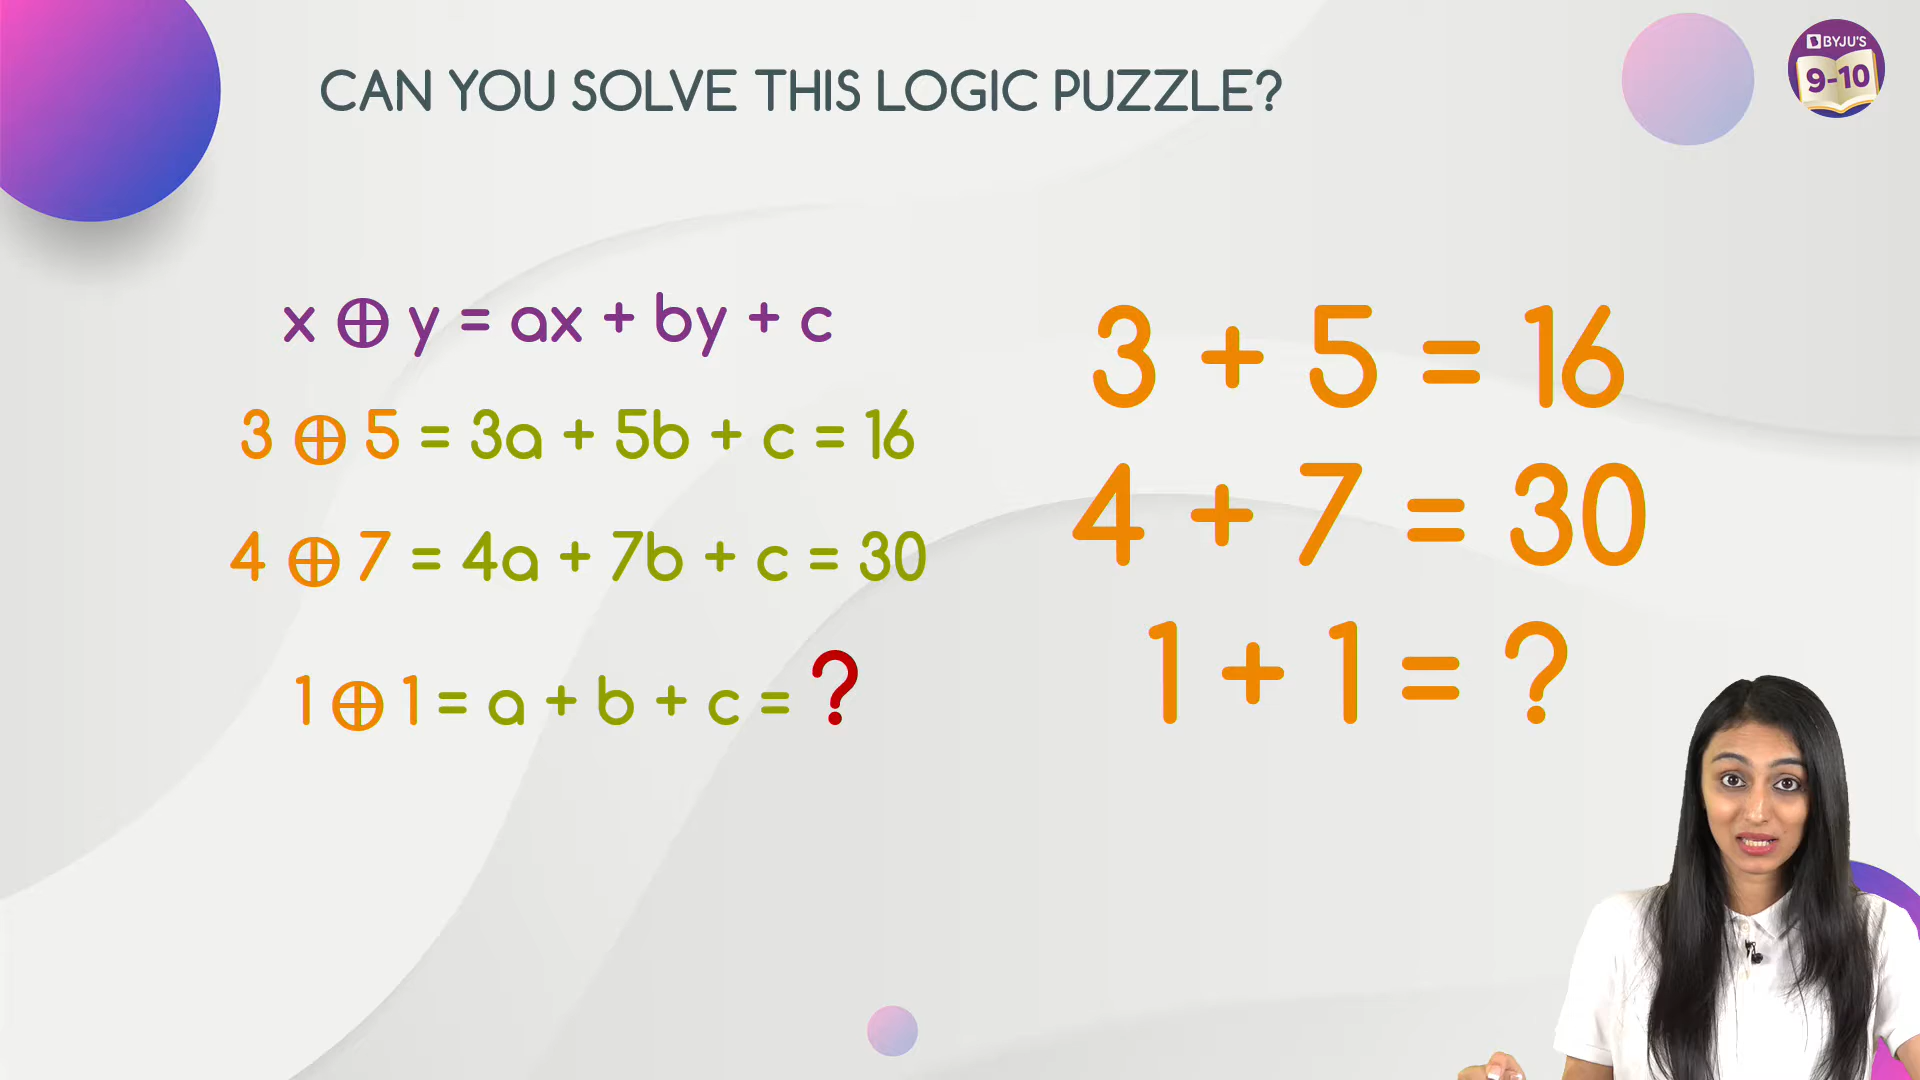 CAN YOU SOLVE THIS LOGIC PUZZLE?
BYJU'S
9-10
x ⊕ y = ax + by + c
3 ⊕ 5 = 3a + 5b + c = 16
4 ⊕ 7 = 4a + 7b + c = 30
1 ⊕ 1 = a + b + c = ?
3 + 5 = 16
4 + 7 = 30
1 + 1 = ?